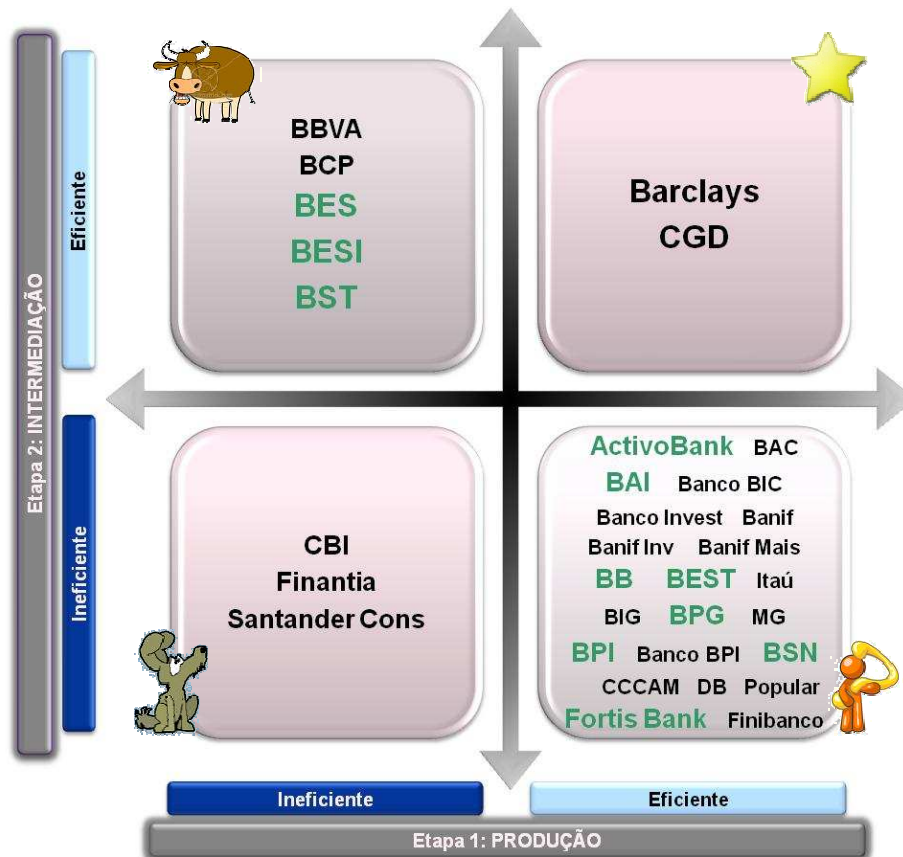 Etapa 2: INTERMEDIAÇÃO
Eficiente
Ineficiente
BBVA
BCP
BES
BESI
BST
Barclays
CGD
CBI
Finantia
Santander Cons
ActivoBank BAC
BAI Banco BIC
Banco Invest Banif
Banif Inv Banif Mais
BB BEST Itaú
BIG BPG MG
BPI Banco BPI BSN
CCCAM DB Popular
Fortis Bank Finibanco
Ineficiente Eficiente
Etapa 1: PRODUÇÃO